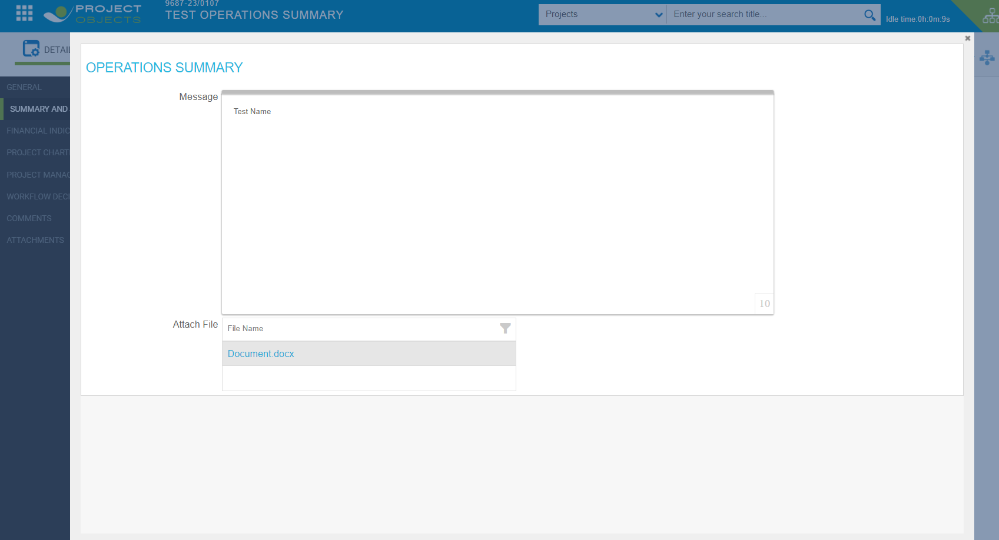 PROJECT
OBJECTS
9687-23/0107
TEST OPERATIONS SUMMARY
Projects
Enter your search title...
Idle time:0h:0m:9s
DETAIL
GENERAL
SUMMARY AND
FINANCIAL INDIC
PROJECT CHART
PROJECT MANAG
WORKFLOW DECI
COMMENTS
ATTACHMENTS
OPERATIONS SUMMARY
Message
Test Name
10
Attach File
File Name
Document.docx